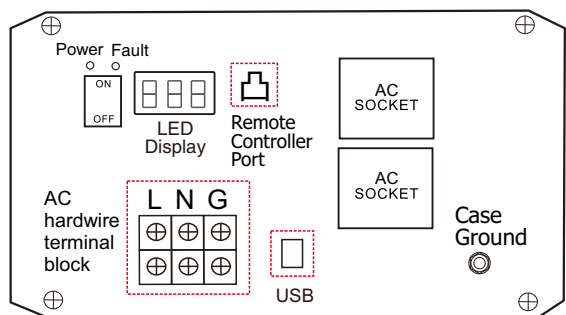 Power Fault
ON
OFF
LED
Display
Remote
Controller
Port
AC
SOCKET
AC
SOCKET
AC
hardwire
terminal
block
L N G
USB
Case
Ground